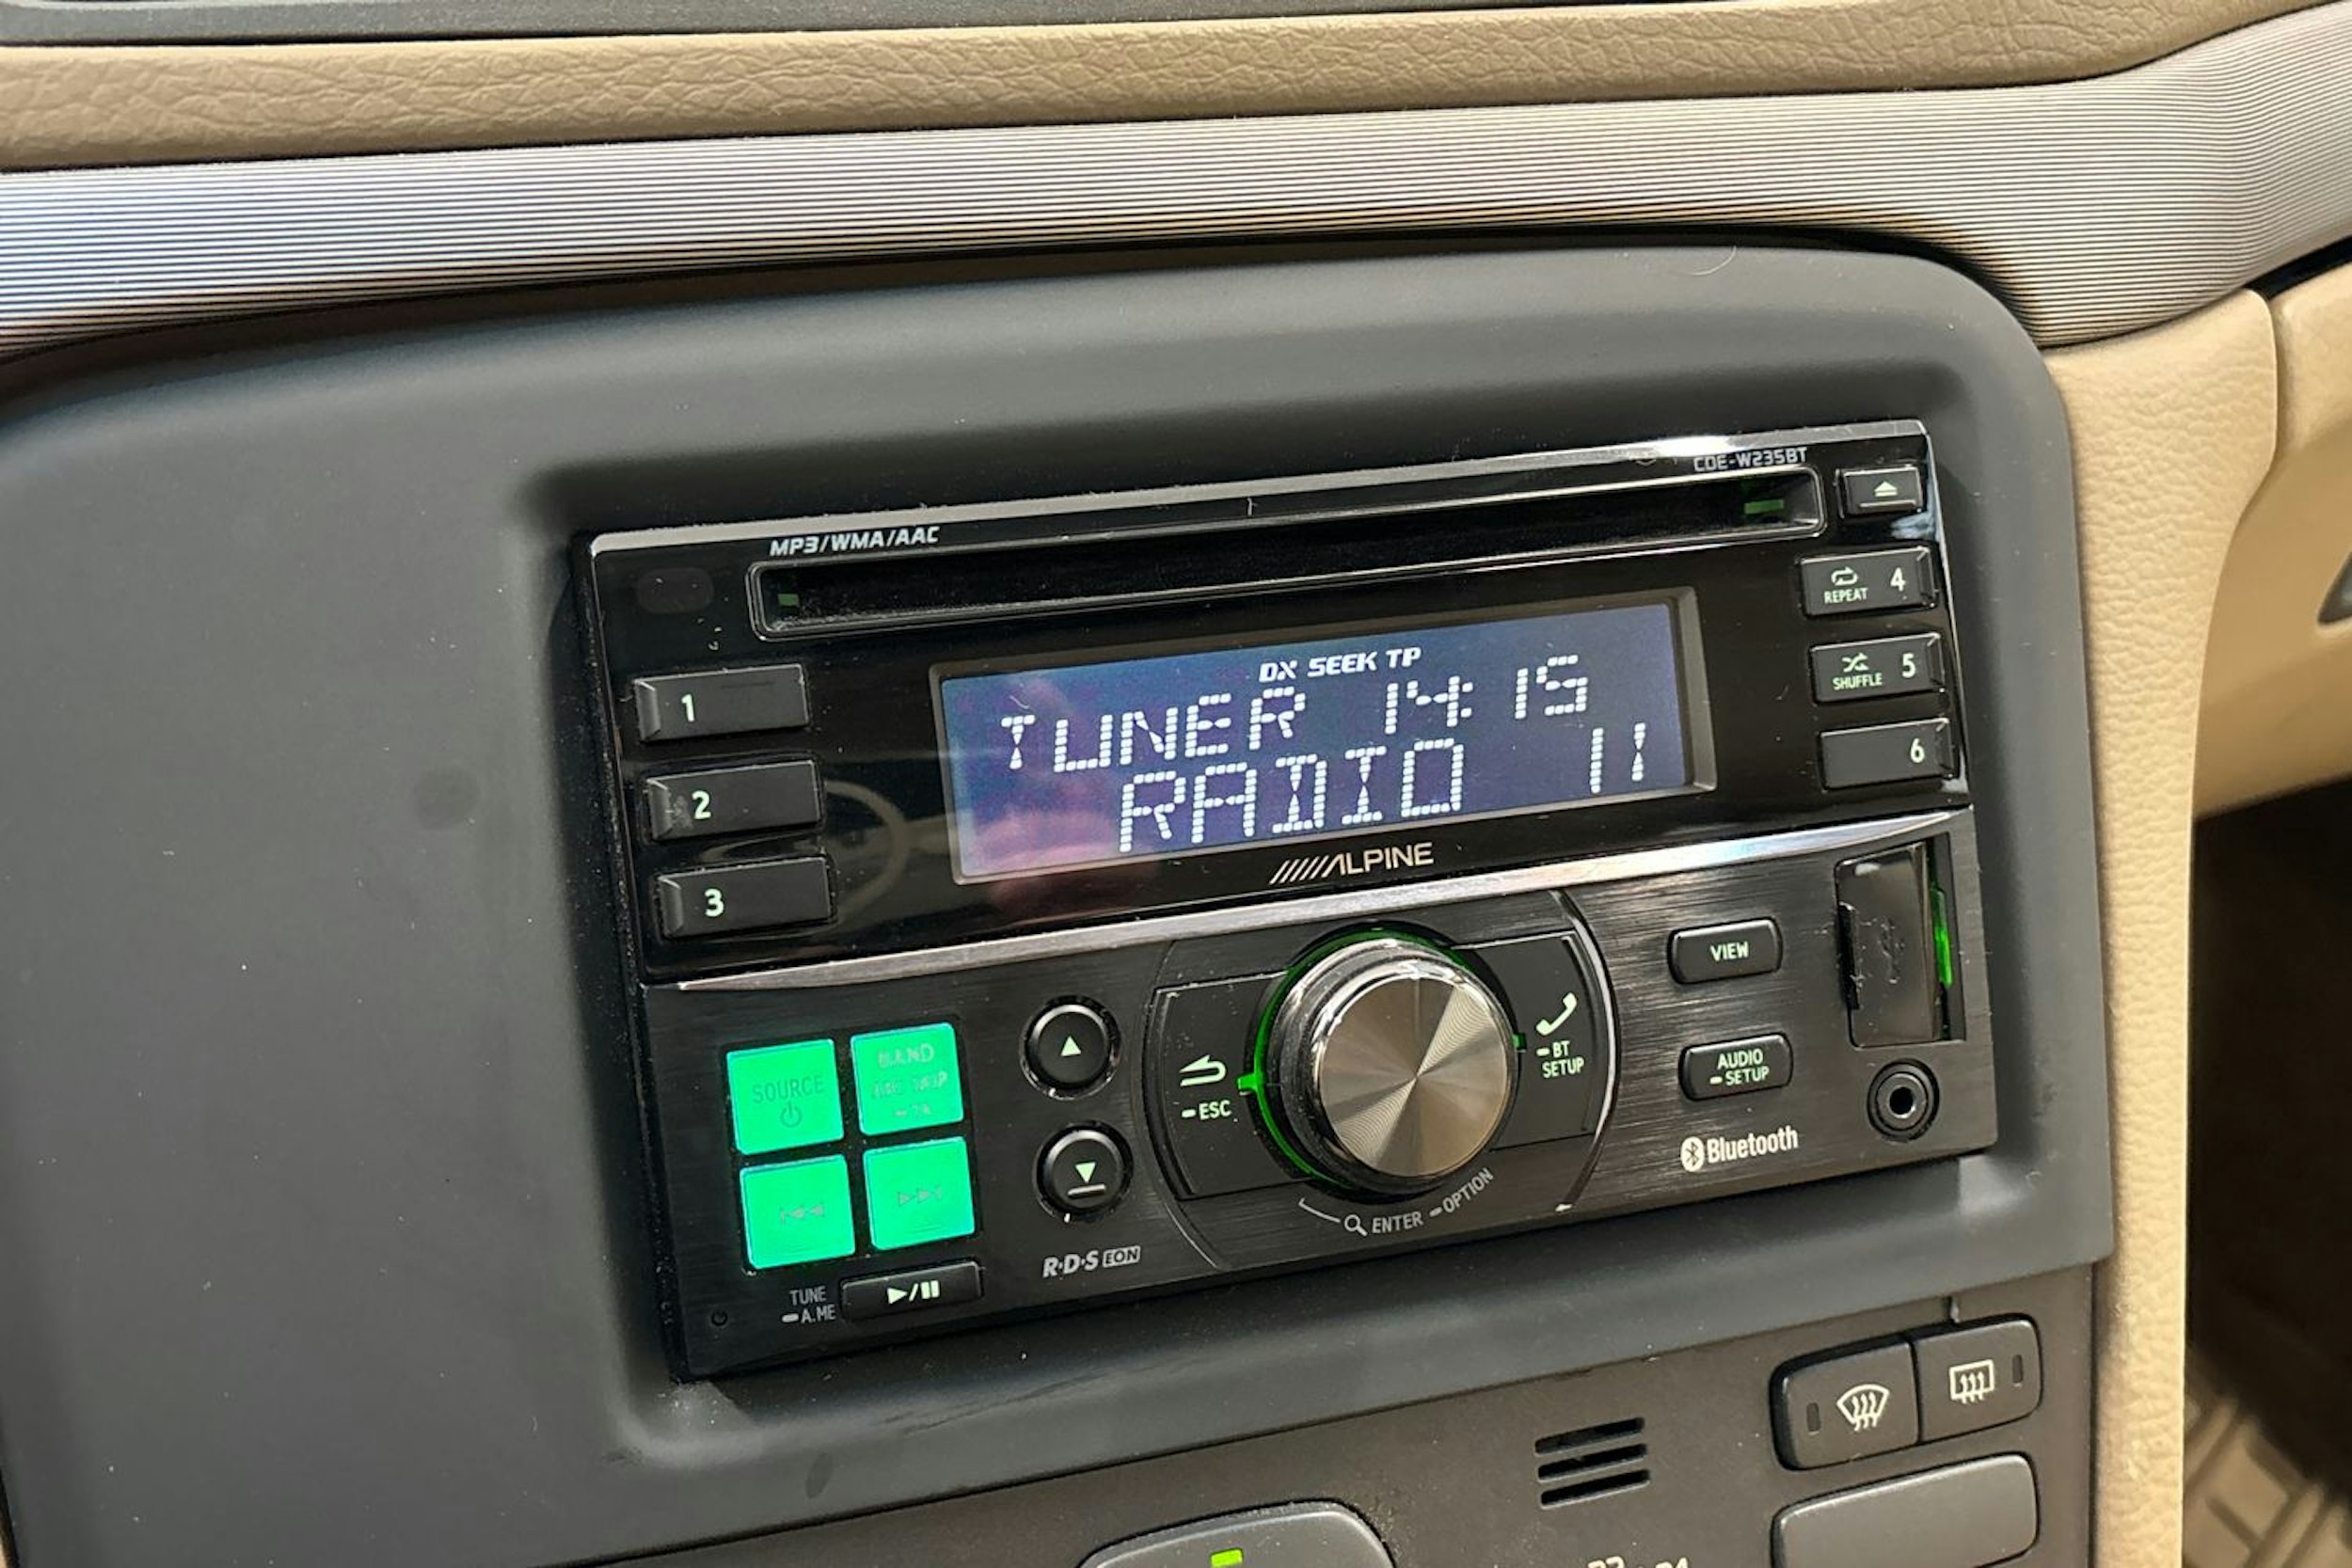 CDE-W235BT
MP3/WMA/AAC
REPEAT 4
1
DX SEEK TP
TUNER 14:15
SHUFFLE 5
2
RADIO 11
6
3
ALPINE
VIEW
SOURCE
BAND
BT
SETUP
ESC
AUDIO
SETUP
Bluetooth
ENTER OPTION
R·D·S EON
TUNE
A.ME